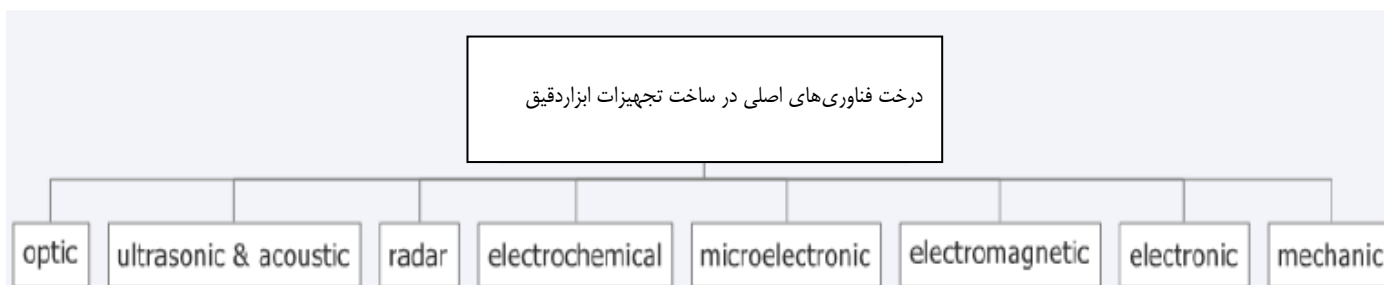 درخت فناوری‌های اصلی در ساخت تجهیزات ابزاردقیق
optic
ultrasonic & acoustic
radar
electrochemical
microelectronic
electromagnetic
electronic
mechanic